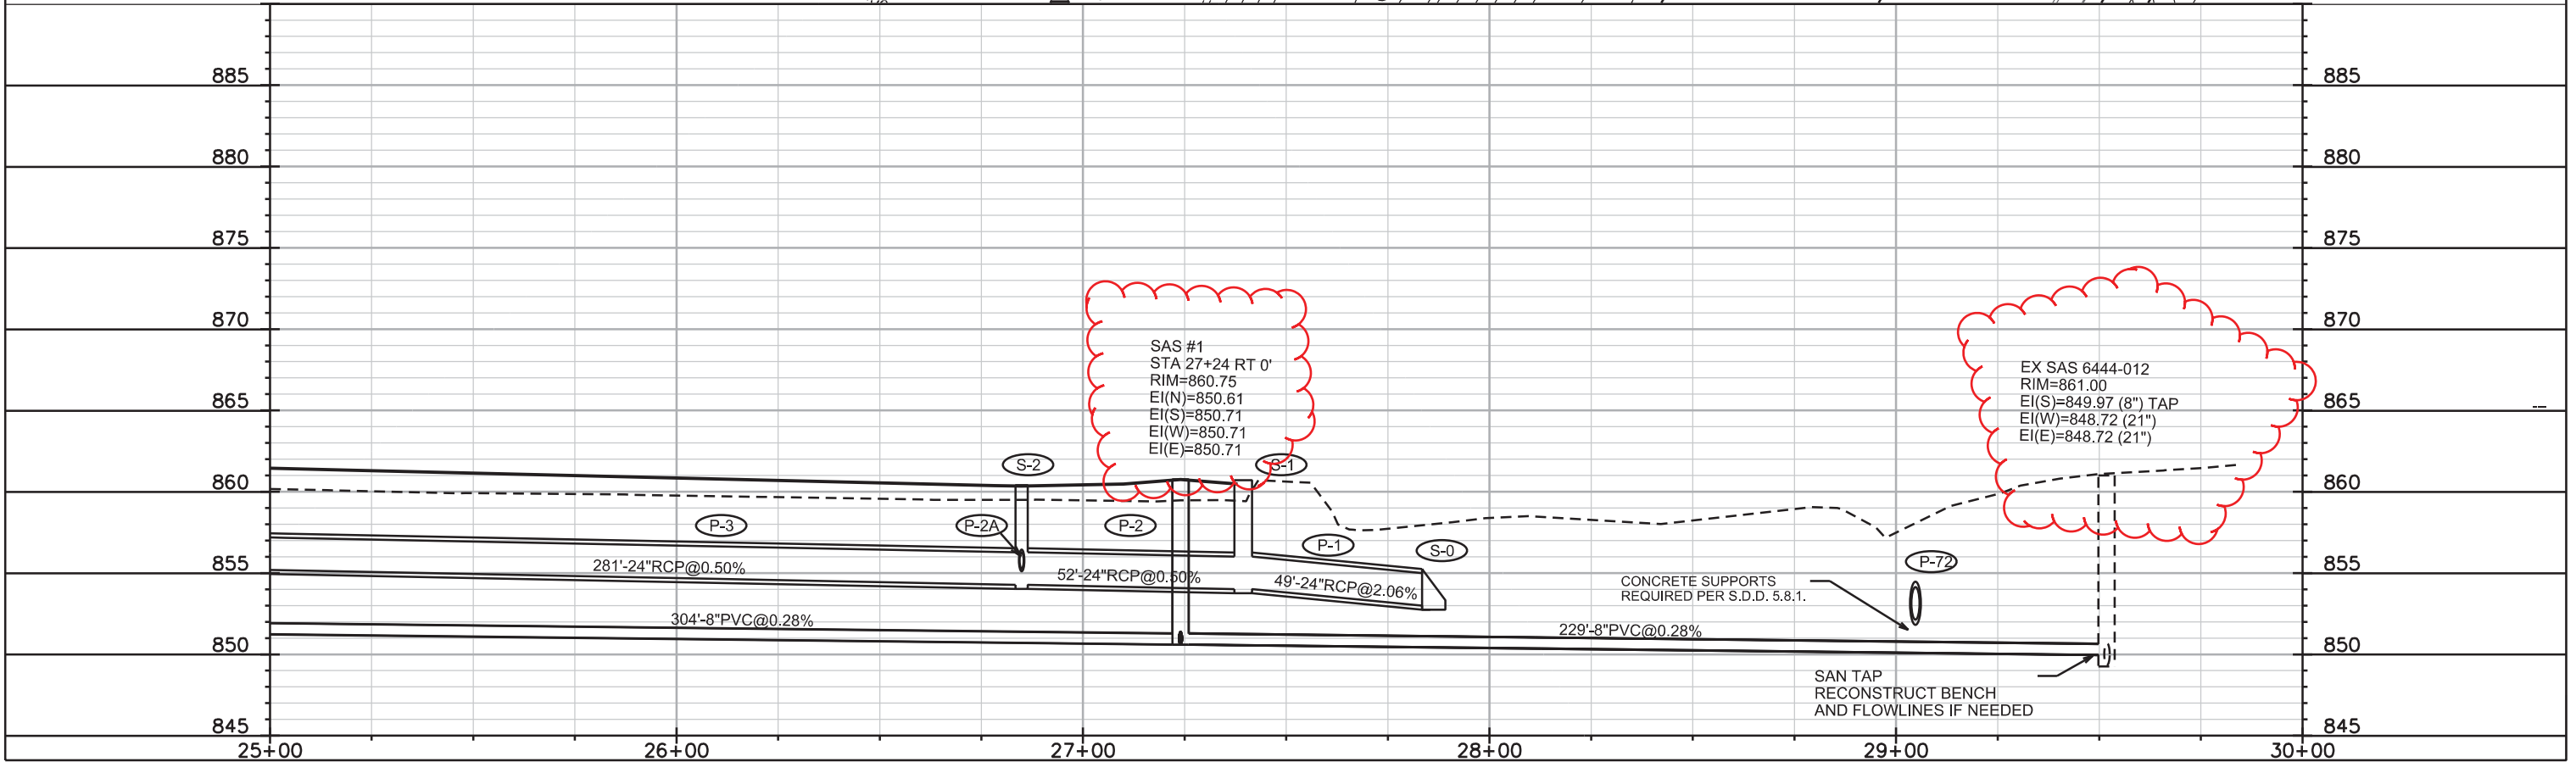 885
885
880
880
875
875
870
870
SAS #1
STA 27+24 RT 0'
RIM=860.75
EI(N)=850.61
EI(S)=850.71
EI(W)=850.71
EI(E)=850.71
EX SAS 6444-012
RIM=861.00
EI(S)=849.97 (8") TAP
EI(W)=848.72 (21")
EI(E)=848.72 (21")
865
865
S-2
S-1
860
860
P-3
P-2A
P-2
P-1
S-0
P-72
855
855
281'-24"RCP@0.50%
52'-24"RCP@0.50%
49'-24"RCP@2.06%
CONCRETE SUPPORTS
REQUIRED PER S.D.D. 5.8.1.
304'-8"PVC@0.28%
229'-8"PVC@0.28%
850
850
SAN TAP
RECONSTRUCT BENCH
AND FLOWLINES IF NEEDED
845
845
25+00
26+00
27+00
28+00
29+00
30+00